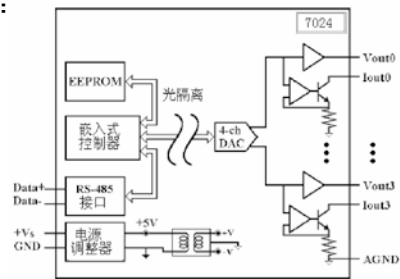 :
7024
EEPROM
光隔离
嵌入式
控制器
4-ch
DAC
Vout0
Iout0
Data+
Data-
RS-485
接口
Vout3
Iout3
+Vs
GND
电源
调整器
+5V
+V
-V
AGND